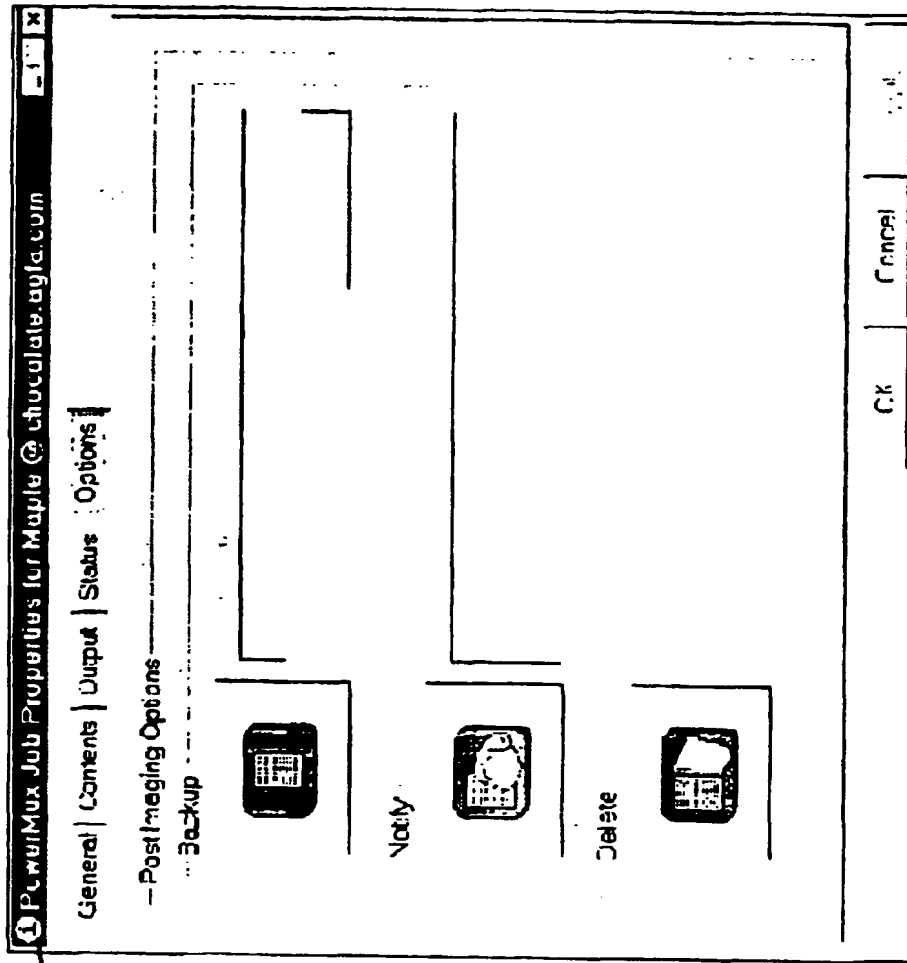 PowerMux Job Properties for Maple @ chocolate.agfa.com
General | Contents | Output | Status | Options
Post Imaging Options
Backup
Notify
Delete
OK
Cancel